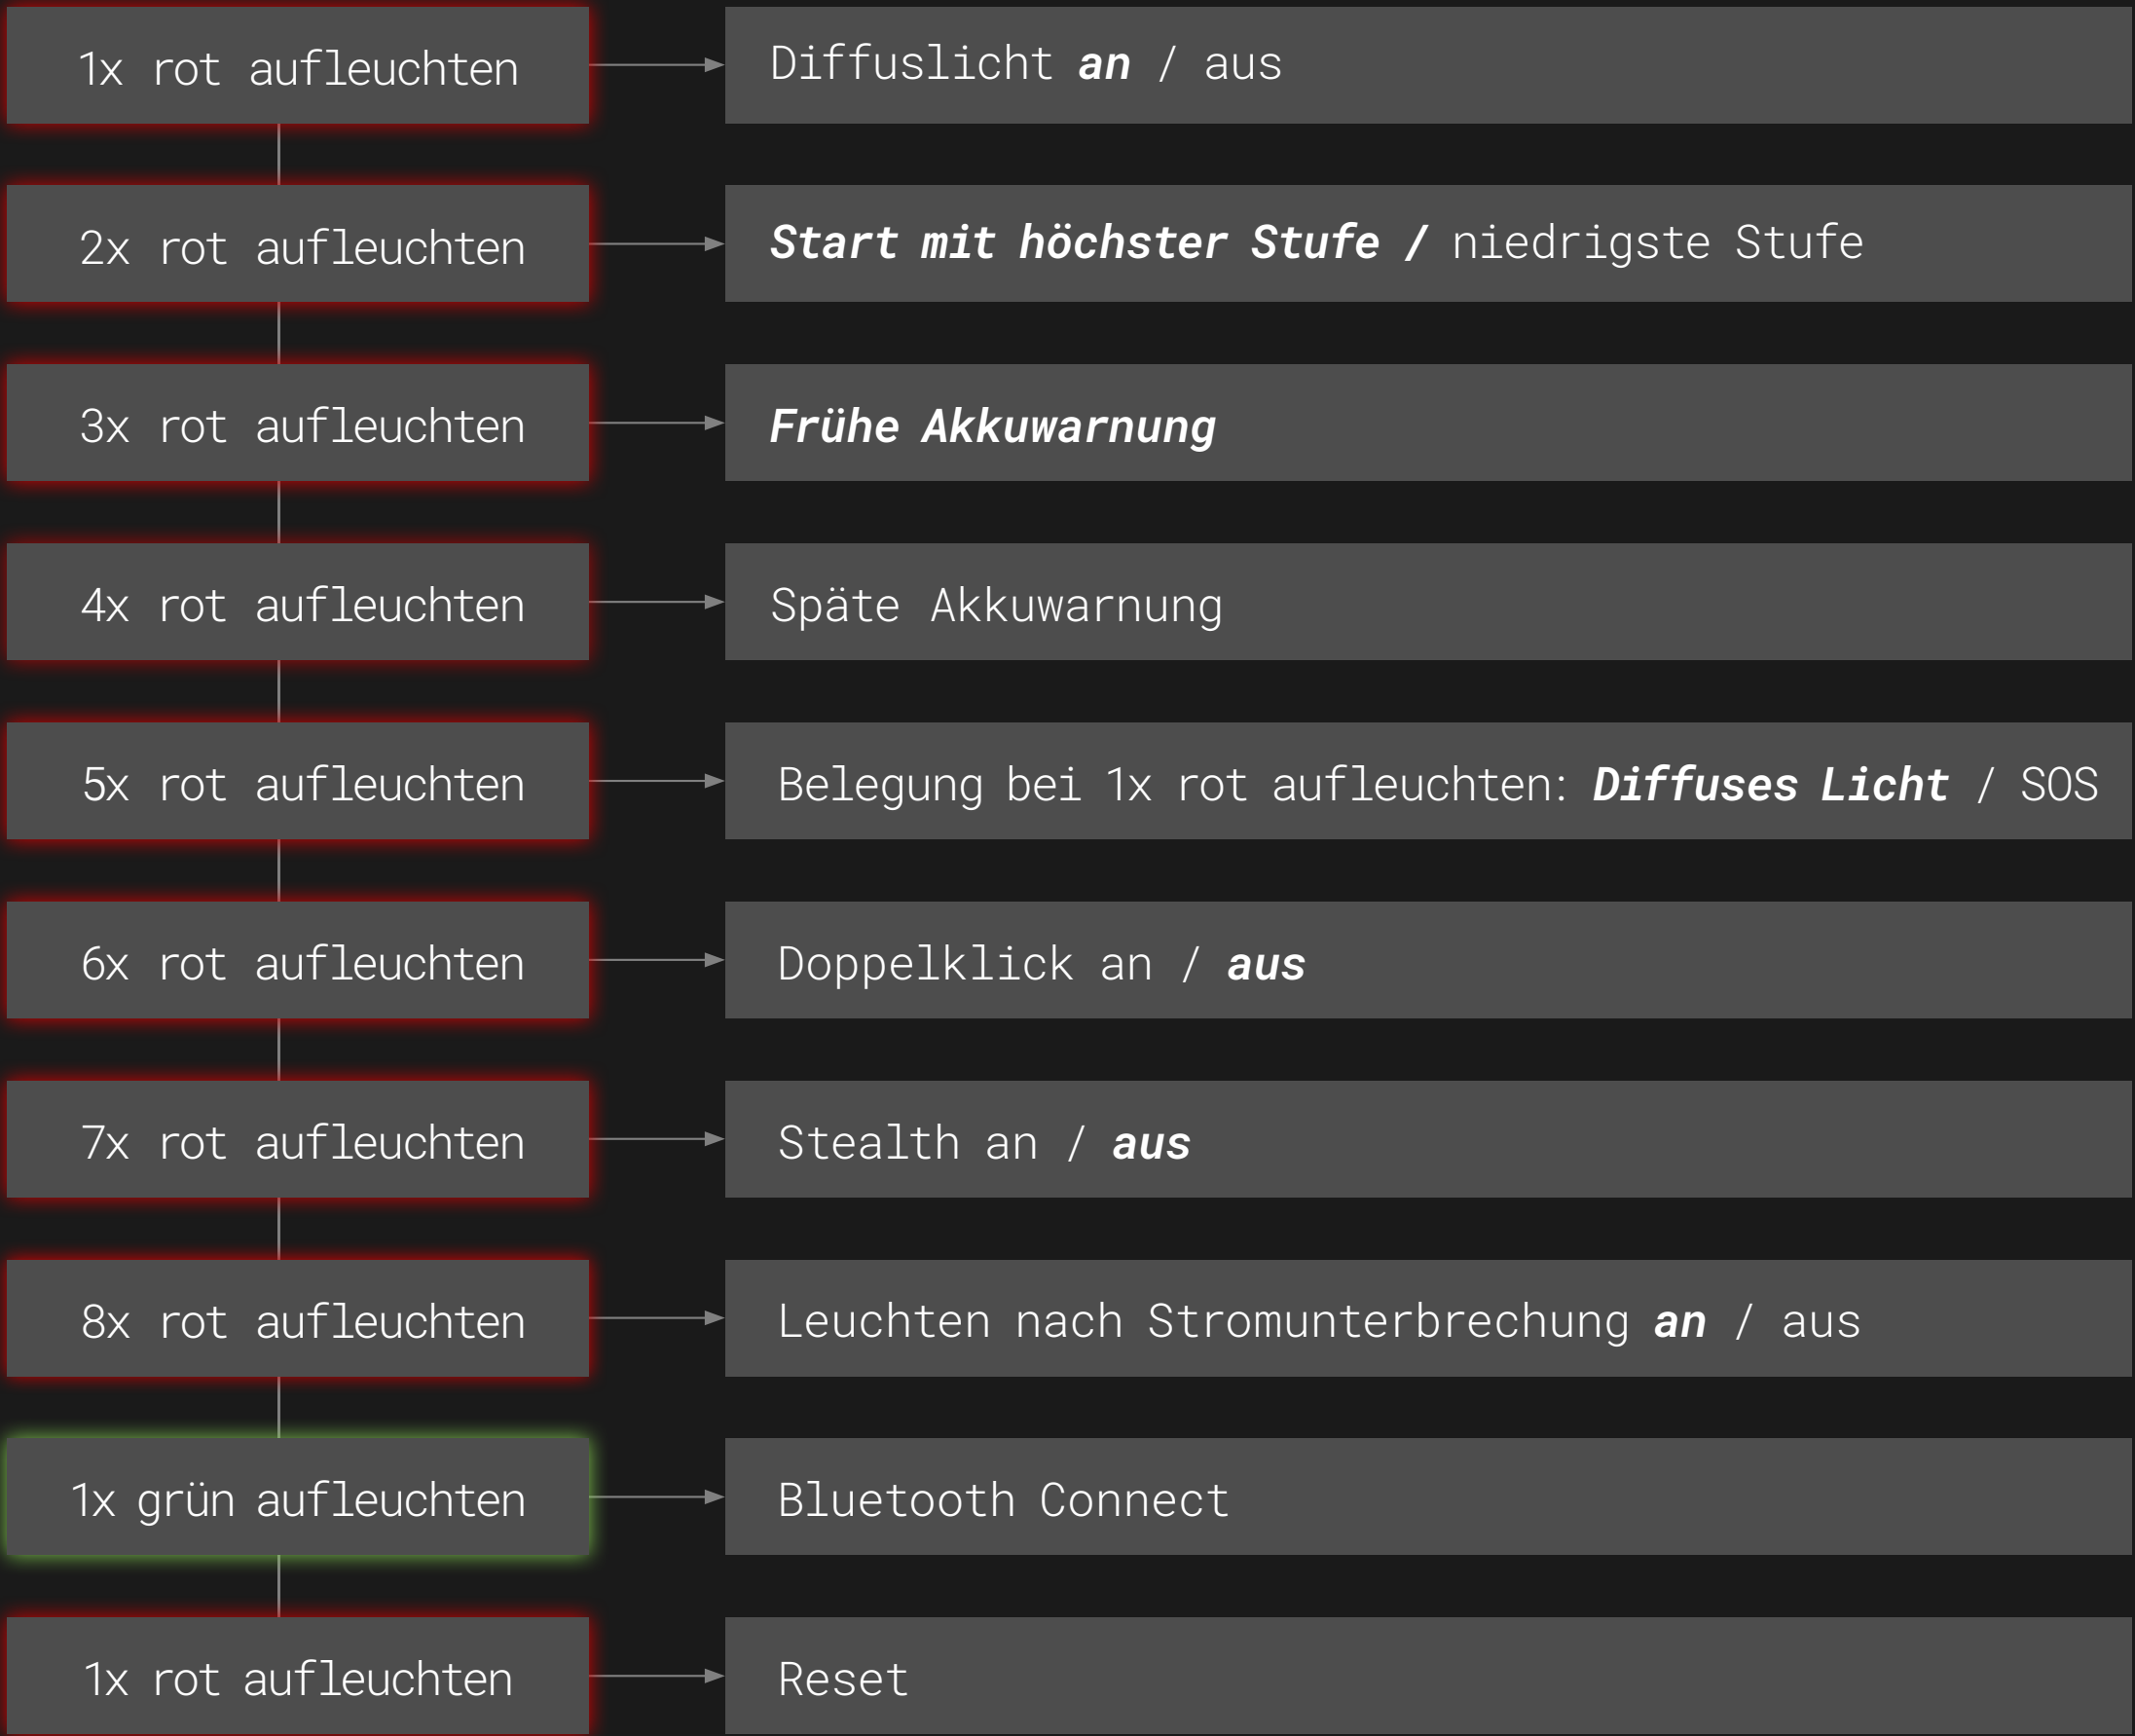 1x rot aufleuchten
Diffuslicht an / aus
2x rot aufleuchten
Start mit höchster Stufe / niedrigste Stufe
3x rot aufleuchten
Frühe Akkuwarnung
4x rot aufleuchten
Späte Akkuwarnung
5x rot aufleuchten
Belegung bei 1x rot aufleuchten: Diffuses Licht / SOS
6x rot aufleuchten
Doppelklick an / aus
7x rot aufleuchten
Stealth an / aus
8x rot aufleuchten
Leuchten nach Stromunterbrechung an / aus
1x grün aufleuchten
Bluetooth Connect
1x rot aufleuchten
Reset